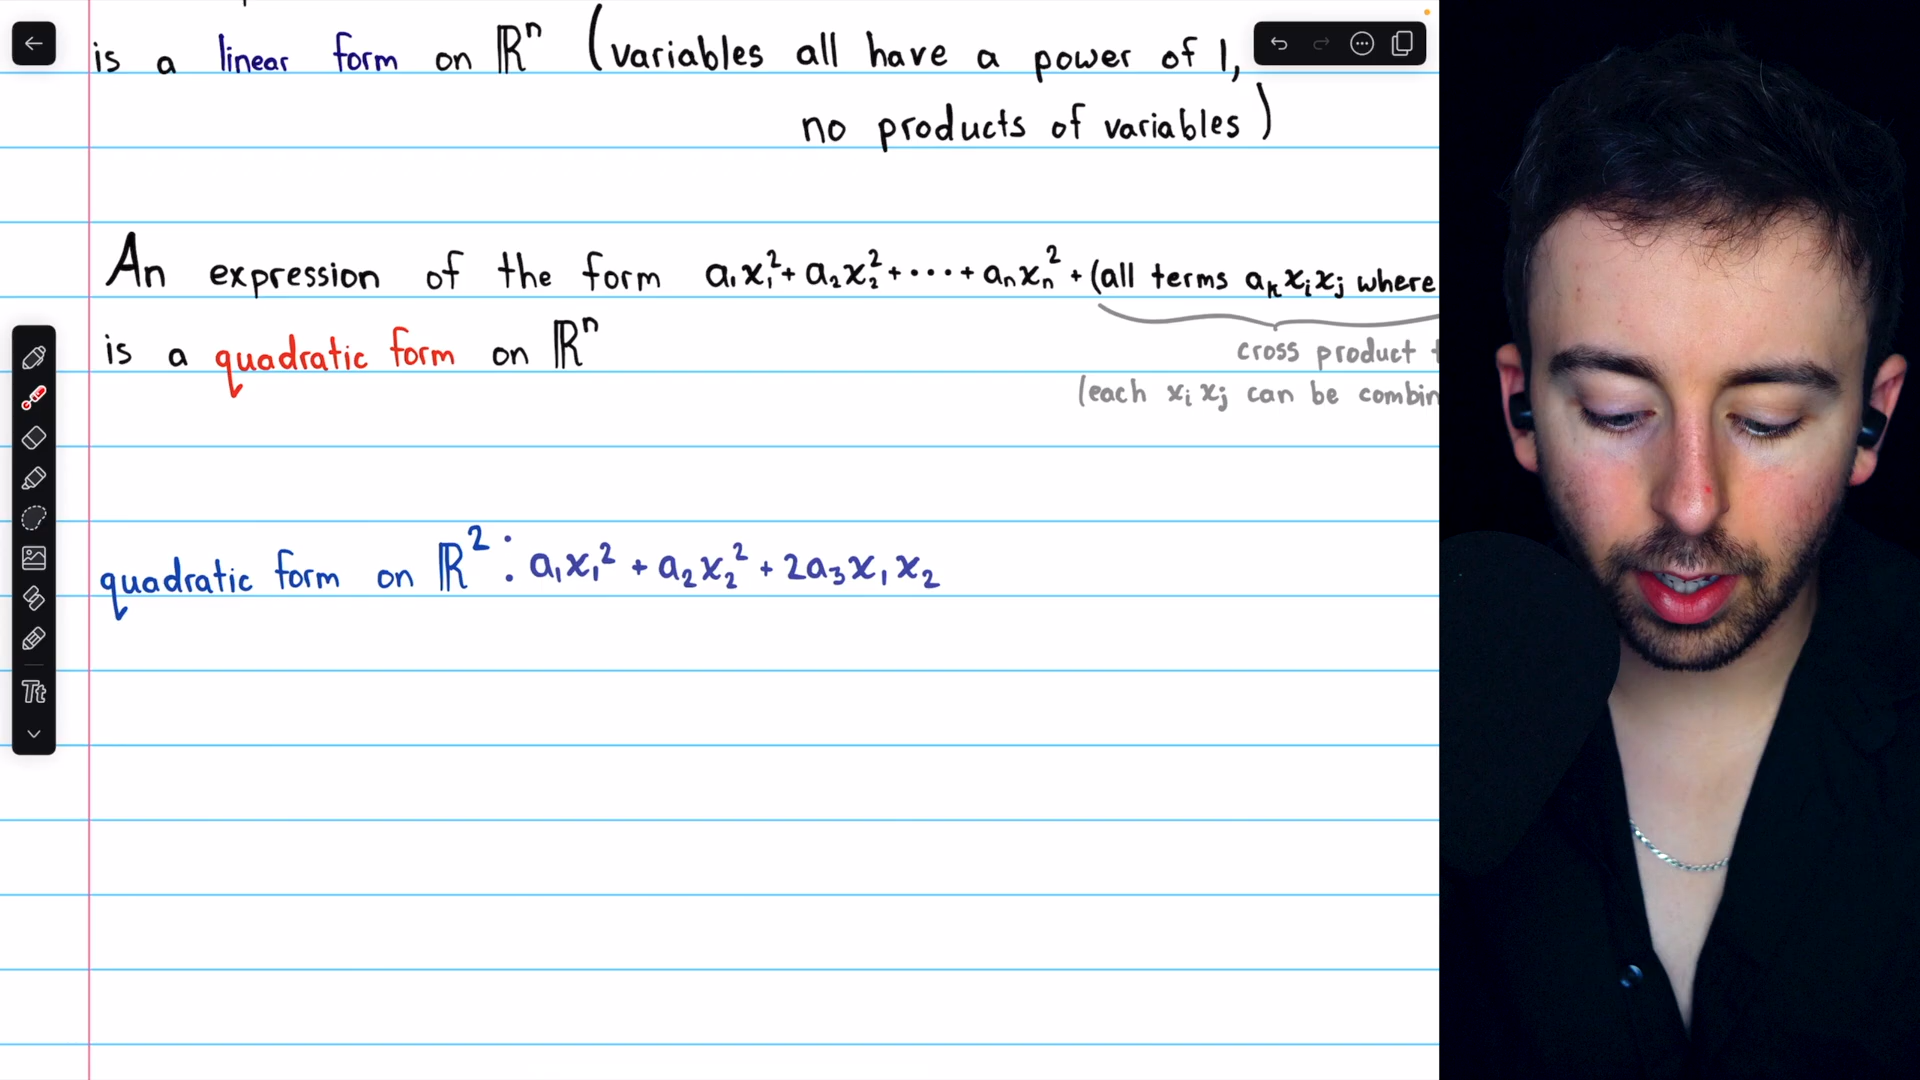 is a linear form on ℝⁿ (variables all have a power of 1,
no products of variables)
An expression of the form a₁x₁² + a₂x₂² + ···· + aₙxₙ² + (all terms aₖxᵢxⱼ where
is a quadratic form on ℝⁿ
cross product
(each xᵢxⱼ can be
quadratic form on ℝ² : a₁x₁² + a₂x₂² + 2a₃x₁x₂
Tt